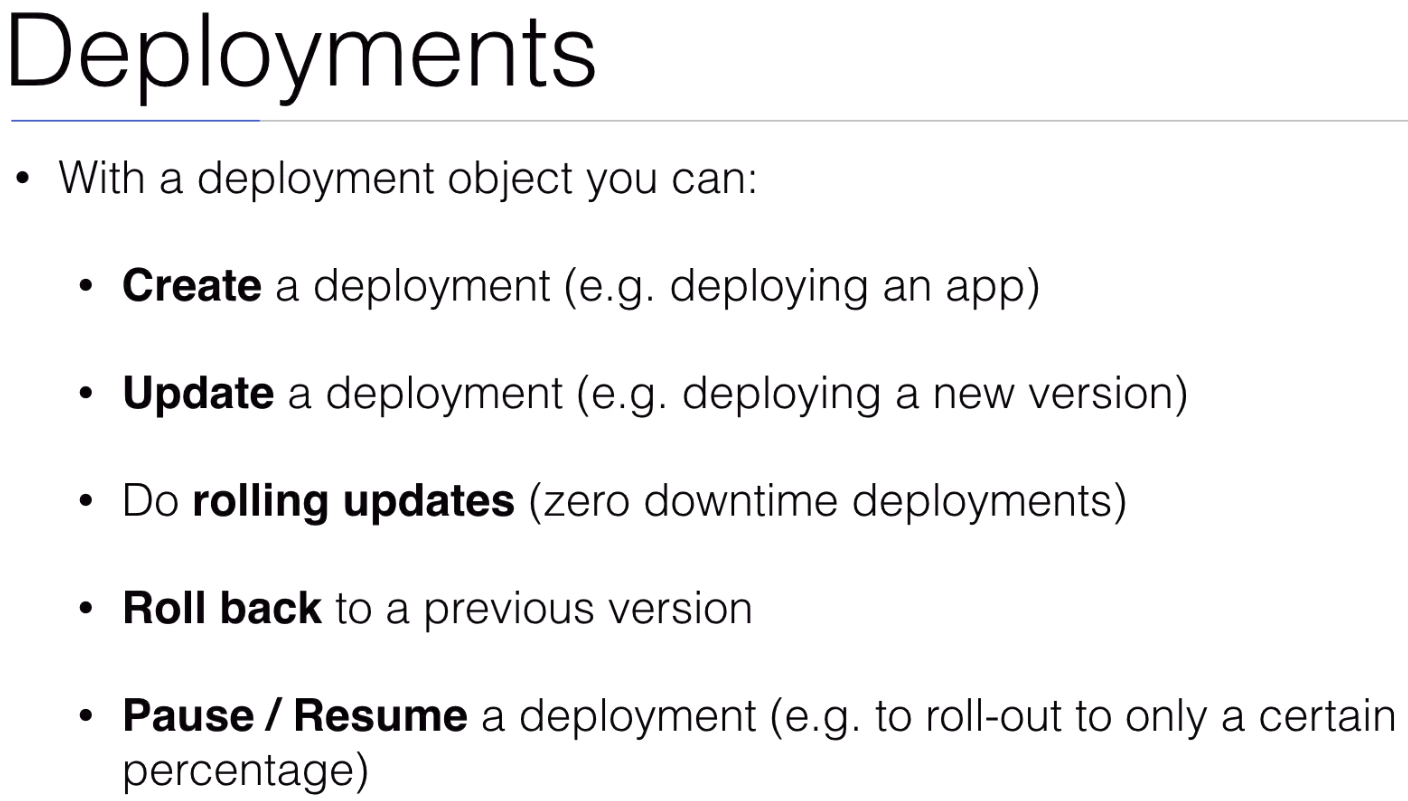 Deployments
• With a deployment object you can:
• Create a deployment (e.g. deploying an app)
• Update a deployment (e.g. deploying a new version)
• Do rolling updates (zero downtime deployments)
• Roll back to a previous version
• Pause / Resume a deployment (e.g. to roll-out to only a certain
percentage)